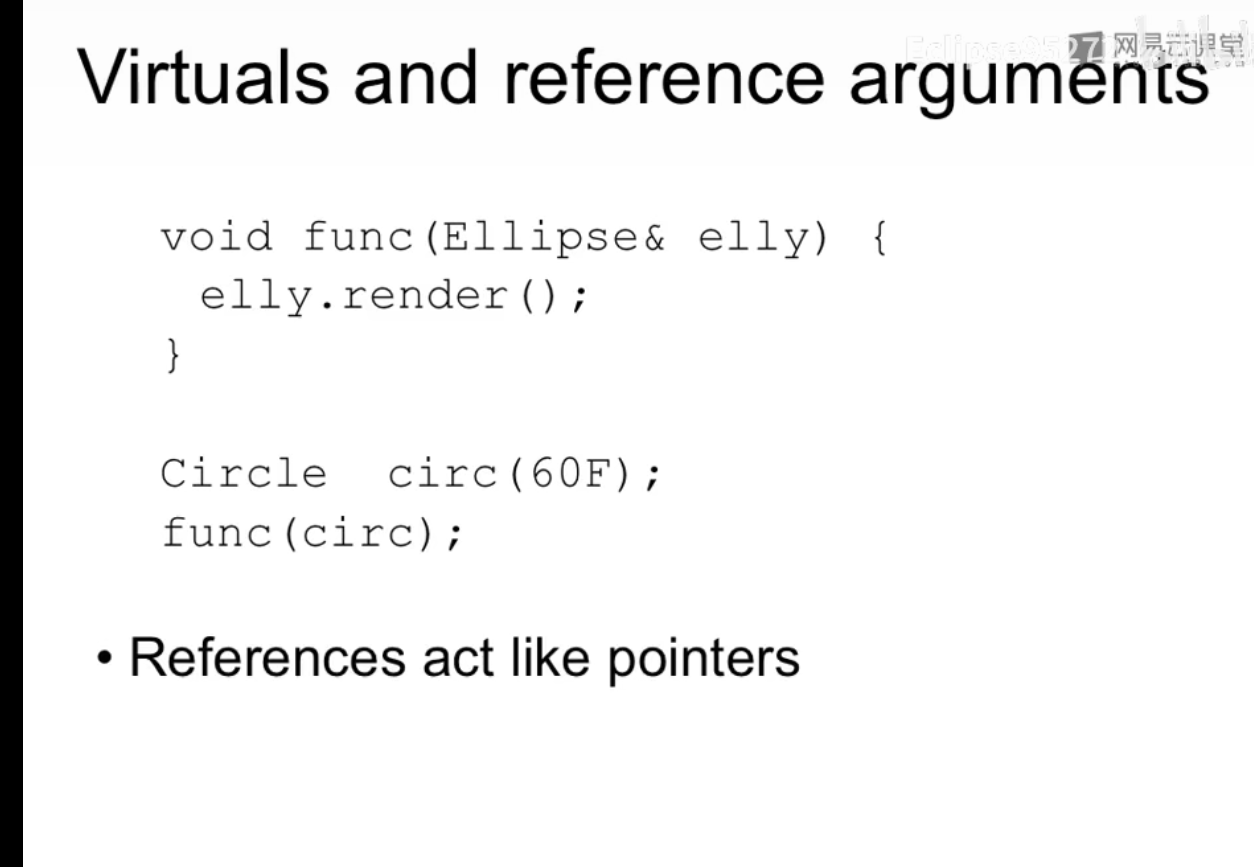 Virtuals and reference arguments
网易云课堂
void func(Ellipse& elly) {
elly.render();
}
Circle circ(60F);
func(circ);
• References act like pointers